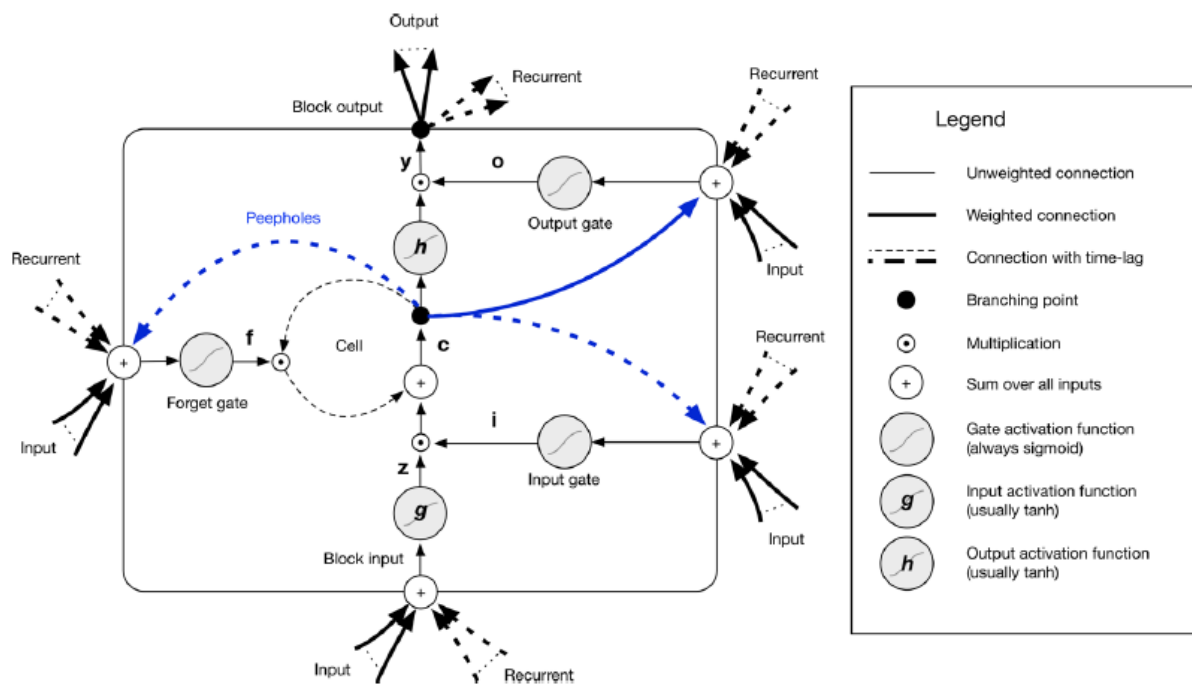 Output
Recurrent
Block output
Recurrent
y
o
+
Output gate
Peepholes
h
Input
Recurrent
f
Cell
c
Recurrent
+
Forget gate
+
i
Input
+
z
Input gate
g
Input
Block input
+
Input
Recurrent
Legend
Unweighted connection
Weighted connection
Connection with time-lag
Branching point
Multiplication
+
Sum over all inputs
Gate activation function
(always sigmoid)
g
Input activation function
(usually tanh)
h
Output activation function
(usually tanh)